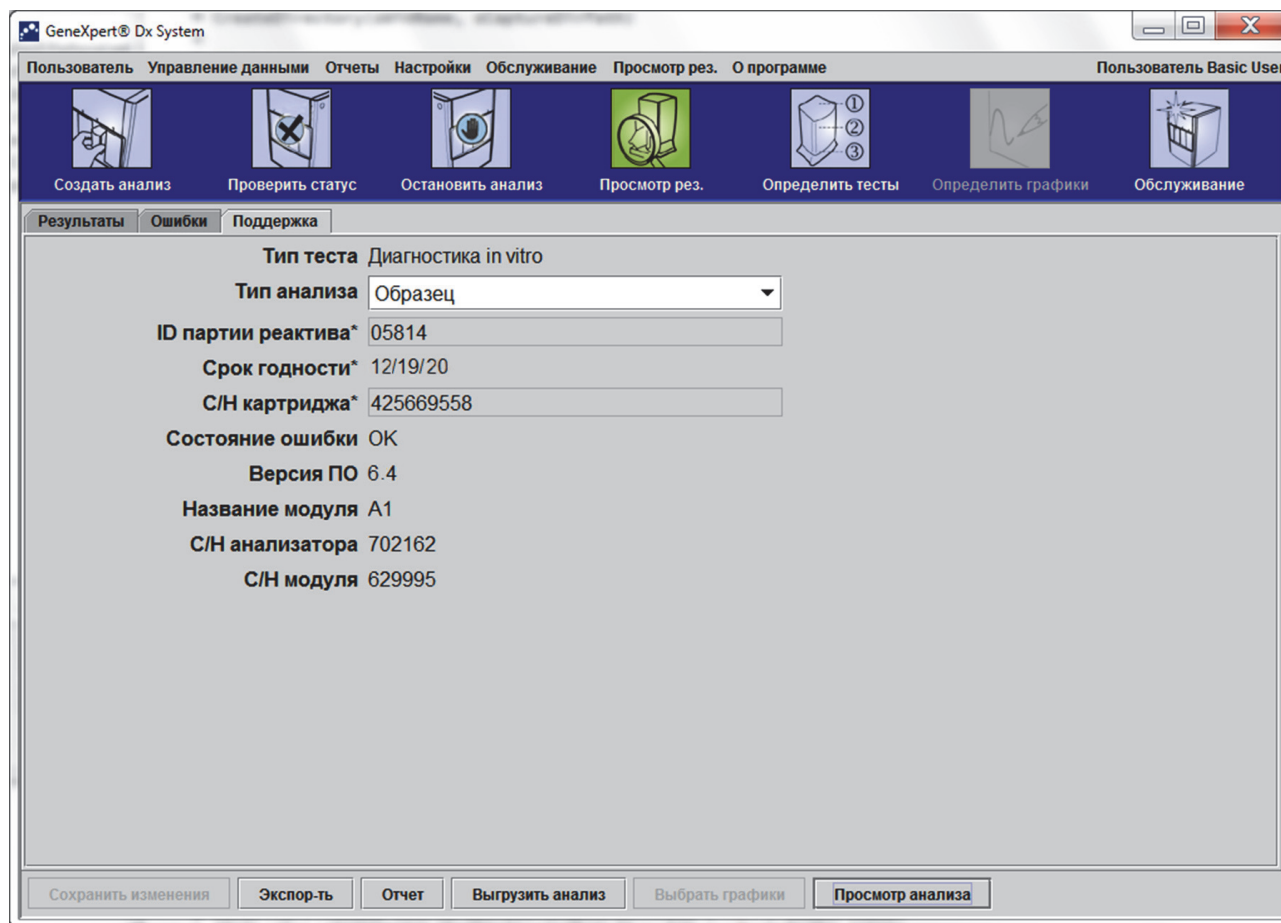 GeneXpert® Dx System
Пользователь Управление данными Отчеты Настройки Обслуживание Просмотр рез. О программе Пользователь Basic User
① ② ③
Создать анализ Проверить статус Остановить анализ Просмотр рез. Определить тесты Определить графики Обслуживание
Результаты Ошибки Поддержка
Тип теста Диагностика in vitro
Тип анализа Образец
ID партии реактива* 05814
Срок годности* 12/19/20
С/Н картриджа* 425669558
Состояние ошибки OK
Версия ПО 6.4
Название модуля A1
С/Н анализатора 702162
С/Н модуля 629995
Сохранить изменения Экспор-ть Отчет Выгрузить анализ Выбрать графики Просмотр анализа